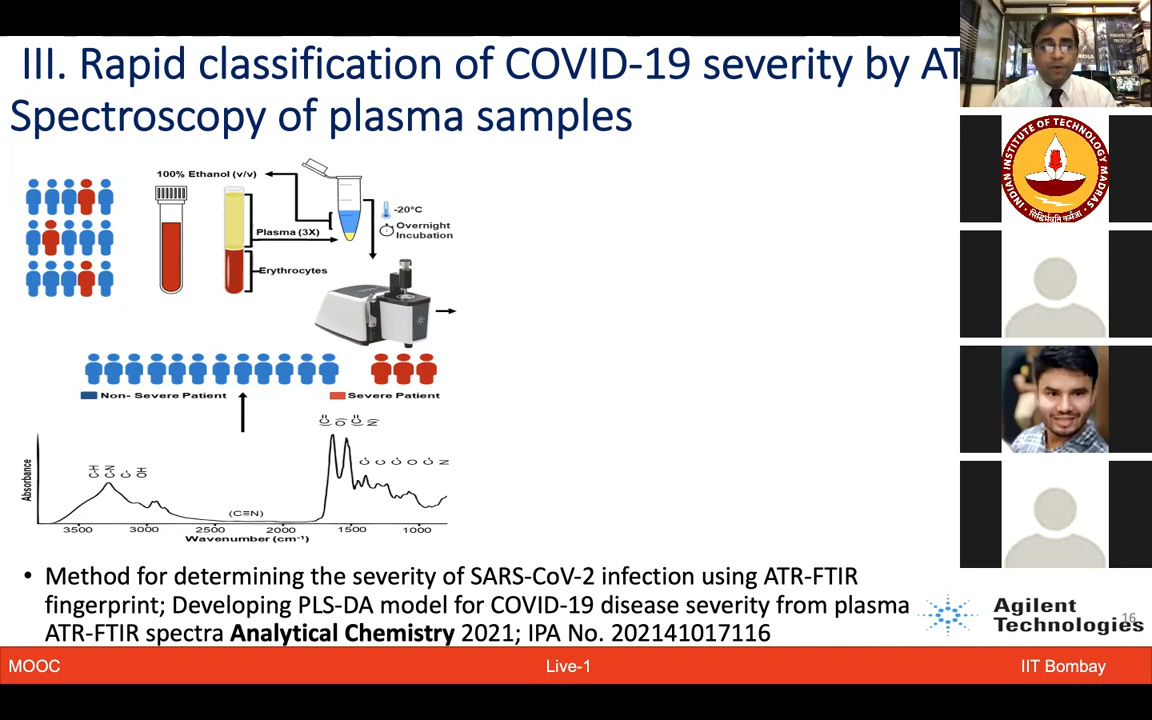 III. Rapid classification of COVID-19 severity by AT
Spectroscopy of plasma samples
100% Ethanol (v/v)
-20°C
Overnight
Incubation
Plasma (3X)
Erythrocytes
Non- Severe Patient
Severe Patient
Absorbance
(C≡N)
3500 3000 2500 2000 1500 1000
Wavenumber (cm⁻¹)
• Method for determining the severity of SARS-CoV-2 infection using ATR-FTIR
fingerprint; Developing PLS-DA model for COVID-19 disease severity from plasma
ATR-FTIR spectra Analytical Chemistry 2021; IPA No. 202141017116
Agilent
Technologies
16
MOOC
Live-1
IIT Bombay
INDIAN INSTITUTE OF TECHNOLOGY MADRAS
सिद्धिर्भवति कर्मजा